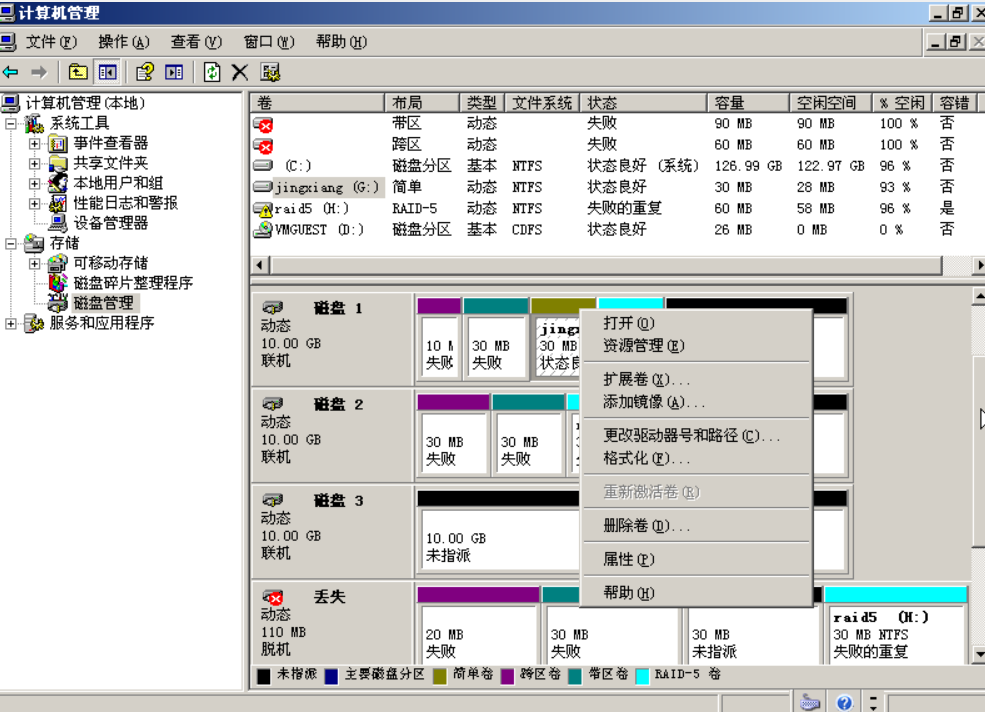 计算机管理
文件(F) 操作(A) 查看(V) 窗口(W) 帮助(H)
计算机管理(本地)
系统工具
事件查看器
共享文件夹
本地用户和组
性能日志和警报
设备管理器
存储
可移动存储
磁盘碎片整理程序
磁盘管理
服务和应用程序
卷 布局 类型 文件系统 状态 容量 空闲空间 % 空闲 容错
带区 动态 失败 90 MB 90 MB 100 % 否
跨区 动态 失败 60 MB 60 MB 100 % 否
(C:) 磁盘分区 基本 NTFS 状态良好 (系统) 126.99 GB 122.97 GB 96 % 否
jingxiang (G:) 简单 动态 NTFS 状态良好 30 MB 28 MB 93 % 否
raid5 (H:) RAID-5 动态 NTFS 失败的重复 60 MB 58 MB 96 % 是
VMGUEST (D:) 磁盘分区 基本 CDFS 状态良好 26 MB 0 MB 0 % 否
磁盘 1
动态
10.00 GB
联机
10 M
失败
30 MB
失败
jing
30 MB
状态良
磁盘 2
动态
10.00 GB
联机
30 MB
失败
30 MB
失败
磁盘 3
动态
10.00 GB
联机
10.00 GB
未指派
丢失
动态
110 MB
脱机
20 MB
失败
30 MB
失败
30 MB
未指派
raid5 (H:)
30 MB NTFS
失败的重复
打开(O)
资源管理(E)
扩展卷(X)...
添加镜像(A)...
更改驱动器号和路径(C)...
格式化(F)...
重新激活卷(R)
删除卷(D)...
属性(P)
帮助(H)
未指派 主要磁盘分区 简单卷 跨区卷 带区卷 RAID-5 卷